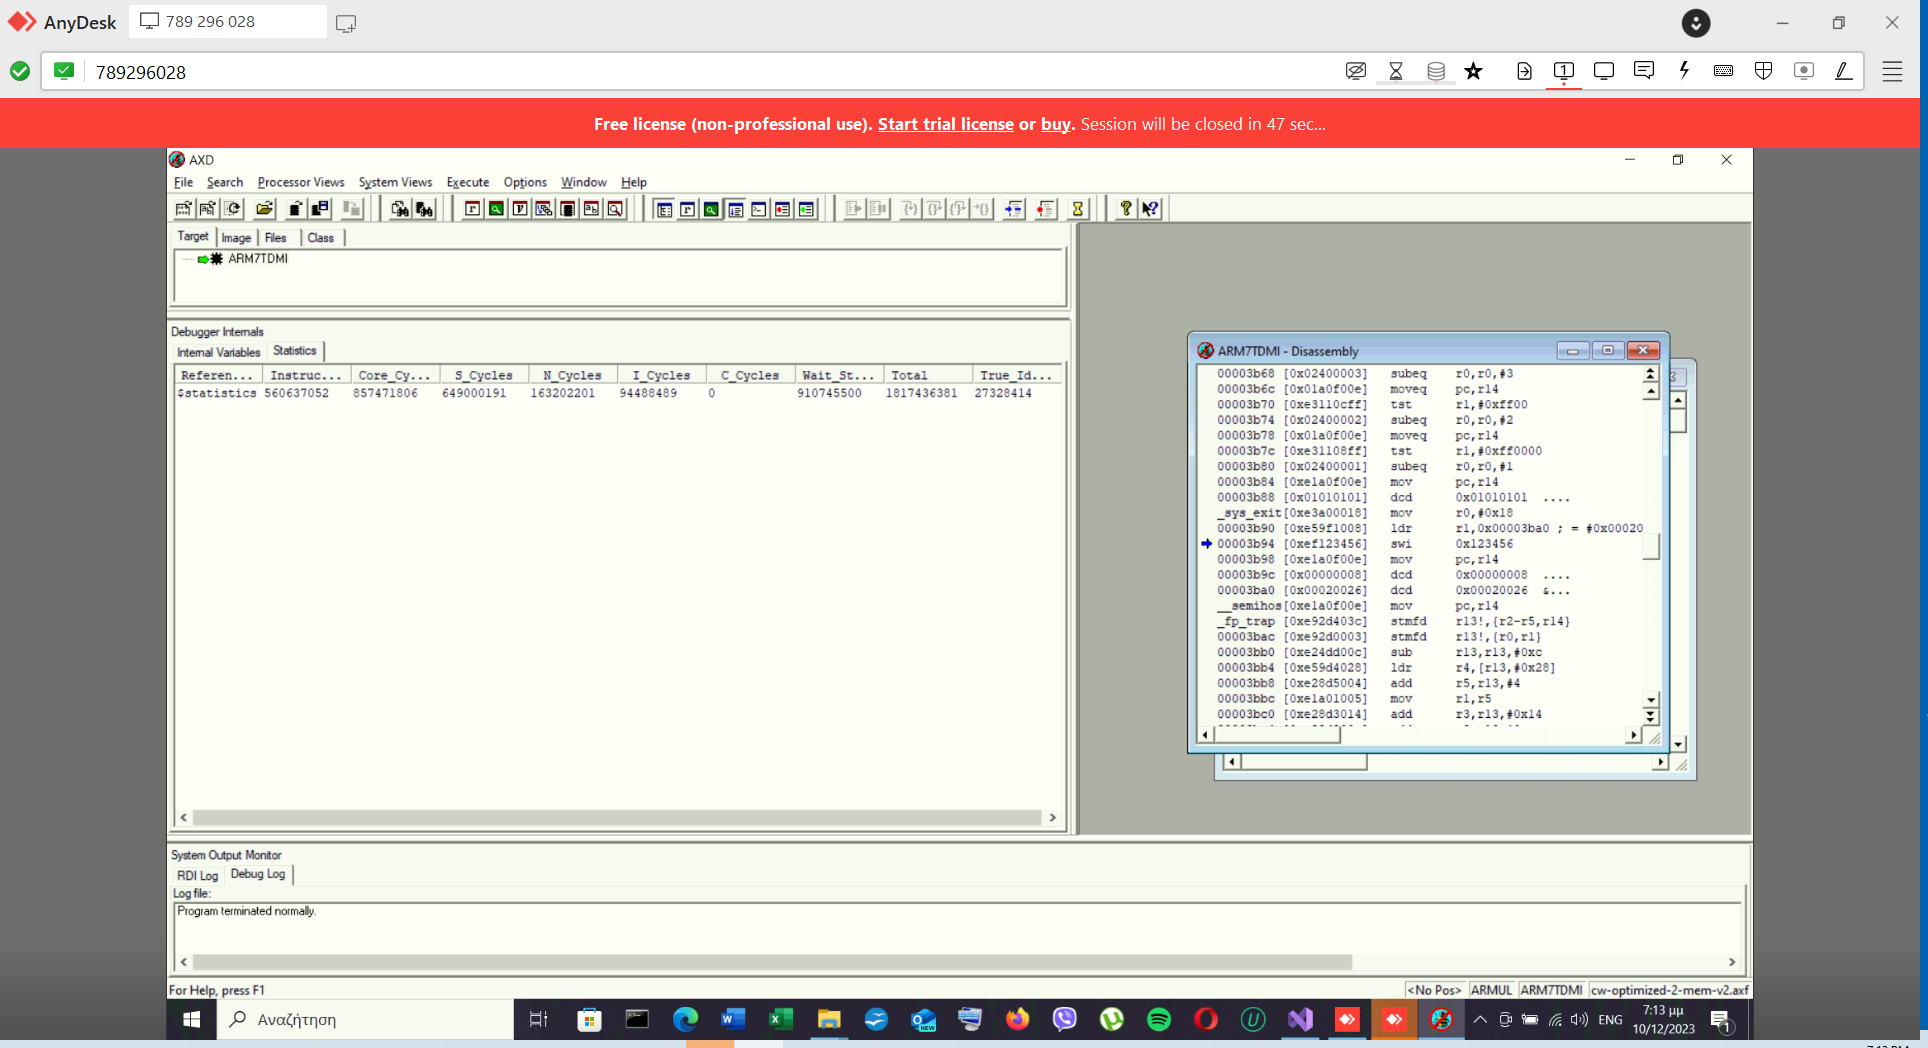 AnyDesk 789 296 028
789296028
Free license (non-professional use). Start trial license or buy. Session will be closed in 47 sec...
AXD
File Search Processor Views System Views Execute Options Window Help
Target Image Files Class
ARM7TDMI
Debugger Internals
Internal Variables Statistics
Referen... Instruc... Core_Cy... S_Cycles N_Cycles I_Cycles C_Cycles Wait_St... Total True_Id...
$statistics 560637052 857471806 649000191 163202201 94488489 0 910745500 1817436381 27328414
ARM7TDMI - Disassembly
00003b68 [0x02400003] subeq r0,r0,#3
00003b6c [0x01a0f00e] moveq pc,r14
00003b70 [0xe3110cff] tst r1,#0xff00
00003b74 [0x02400002] subeq r0,r0,#2
00003b78 [0x01a0f00e] moveq pc,r14
00003b7c [0xe31108ff] tst r1,#0xff0000
00003b80 [0x02400001] subeq r0,r0,#1
00003b84 [0xe1a0f00e] mov pc,r14
00003b88 [0x01010101] dcd 0x01010101 ....
_sys_exit[0xe3a00018] mov r0,#0x18
00003b90 [0xe59f1008] ldr r1,0x00003ba0 ; = #0x00020
00003b94 [0xef123456] swi 0x123456
00003b98 [0xe1a0f00e] mov pc,r14
00003b9c [0x00000008] dcd 0x00000008 ....
00003ba0 [0x00020026] dcd 0x00020026 &...
__semihos[0xe1a0f00e] mov pc,r14
_fp_trap [0xe92d403c] stmfd r13!,{r2-r5,r14}
00003bac [0xe92d0003] stmfd r13!,{r0,r1}
00003bb0 [0xe24dd00c] sub r13,r13,#0xc
00003bb4 [0xe59d4028] ldr r4,[r13,#0x28]
00003bb8 [0xe28d5004] add r5,r13,#4
00003bbc [0xe1a01005] mov r1,r5
00003bc0 [0xe28d3014] add r3,r13,#0x14
System Output Monitor
RDI Log Debug Log
Log file:
Program terminated normally.
For Help, press F1
<No Pos> ARMUL ARM7TDMI cw-optimized-2-mem-v2.axf
Αναζήτηση
ENG
7:13 μμ
10/12/2023
1